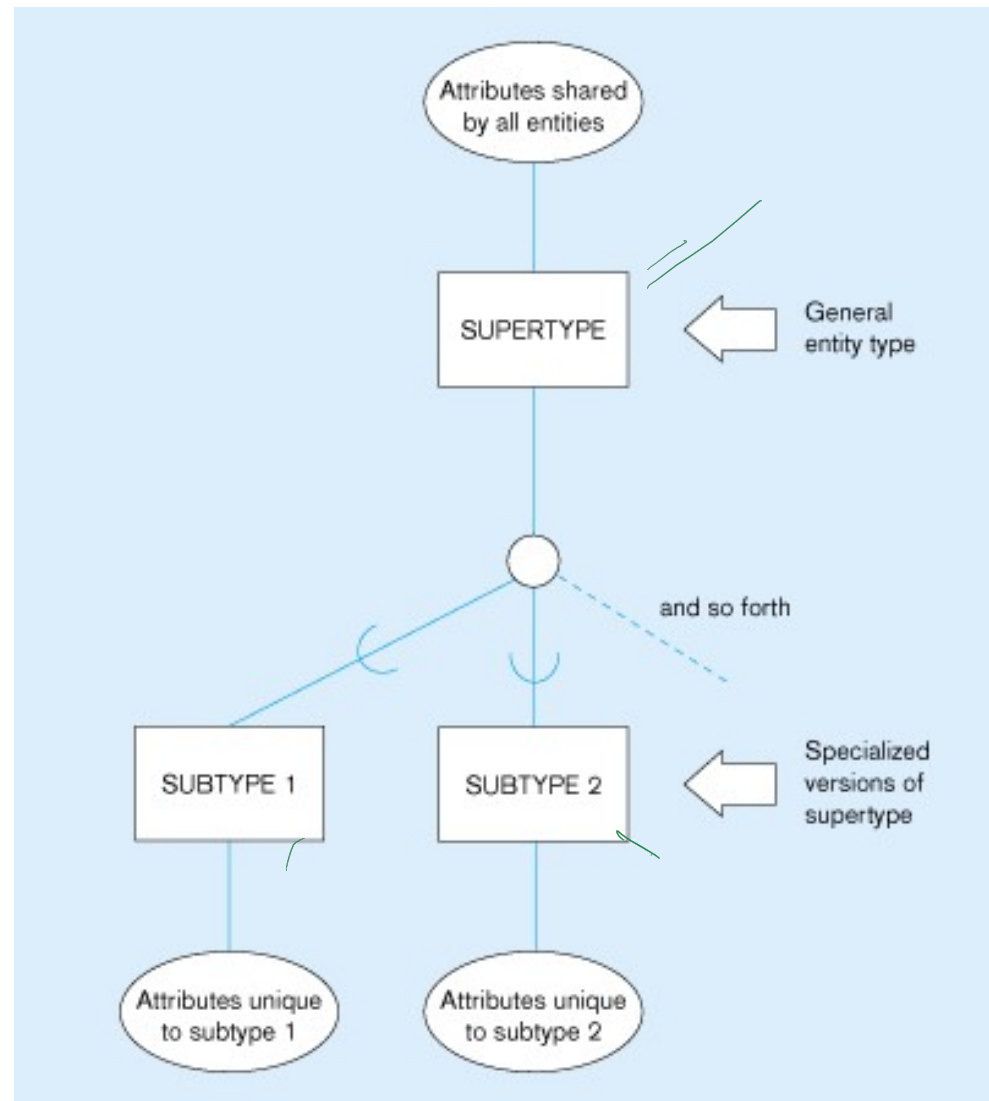 Attributes shared
by all entities
SUPERTYPE
General
entity type
and so forth
SUBTYPE 1
SUBTYPE 2
Specialized
versions of
supertype
Attributes unique
to subtype 1
Attributes unique
to subtype 2